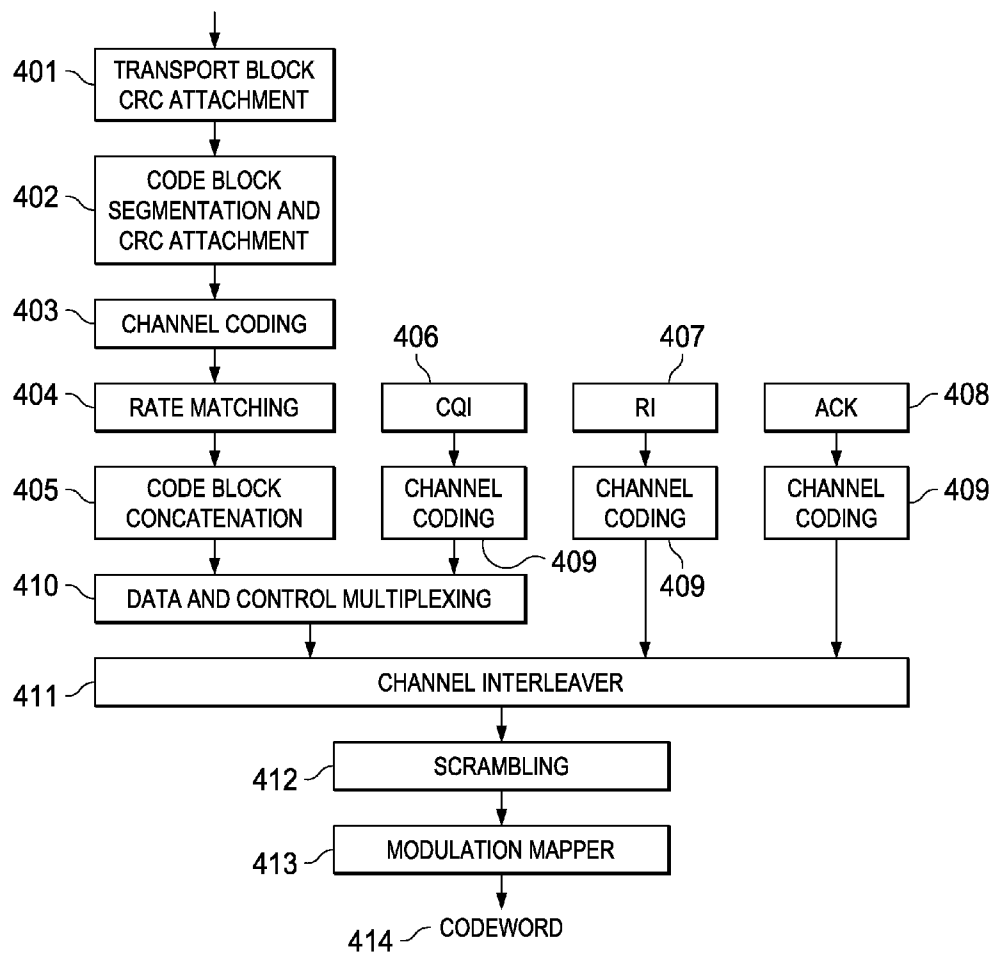 401
TRANSPORT BLOCK
CRC ATTACHMENT
402
CODE BLOCK
SEGMENTATION AND
CRC ATTACHMENT
403
CHANNEL CODING
406
407
404
RATE MATCHING
CQI
RI
ACK
408
405
CODE BLOCK
CONCATENATION
CHANNEL
CODING
CHANNEL
CODING
CHANNEL
CODING
409
409
409
410
DATA AND CONTROL MULTIPLEXING
411
CHANNEL INTERLEAVER
412
SCRAMBLING
413
MODULATION MAPPER
414
CODEWORD